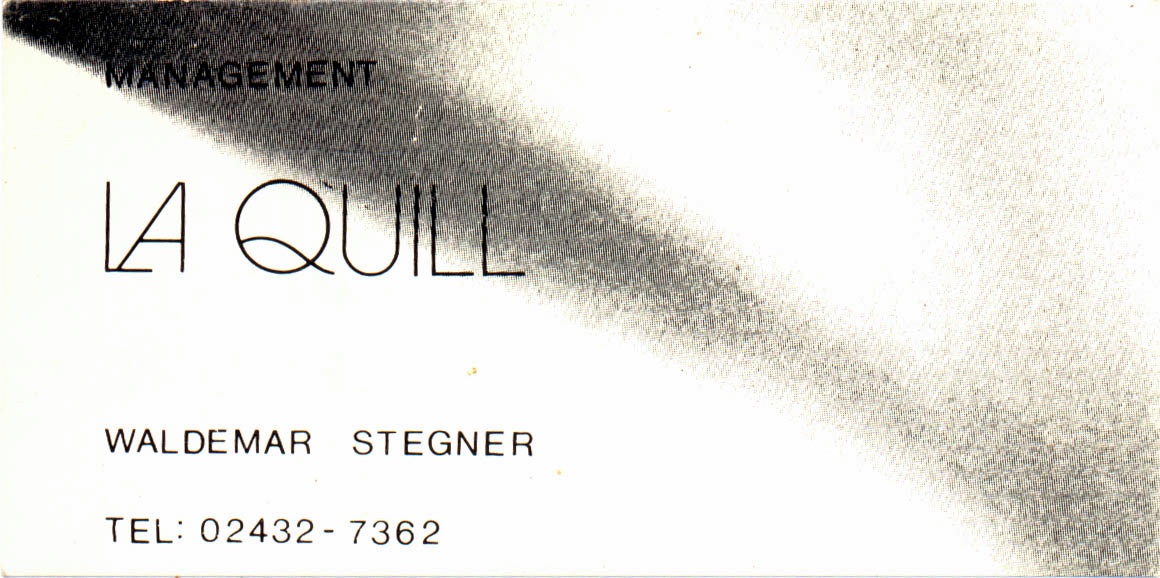 MANAGEMENT
LA QUILL
WALDEMAR STEGNER
TEL: 02432-7362